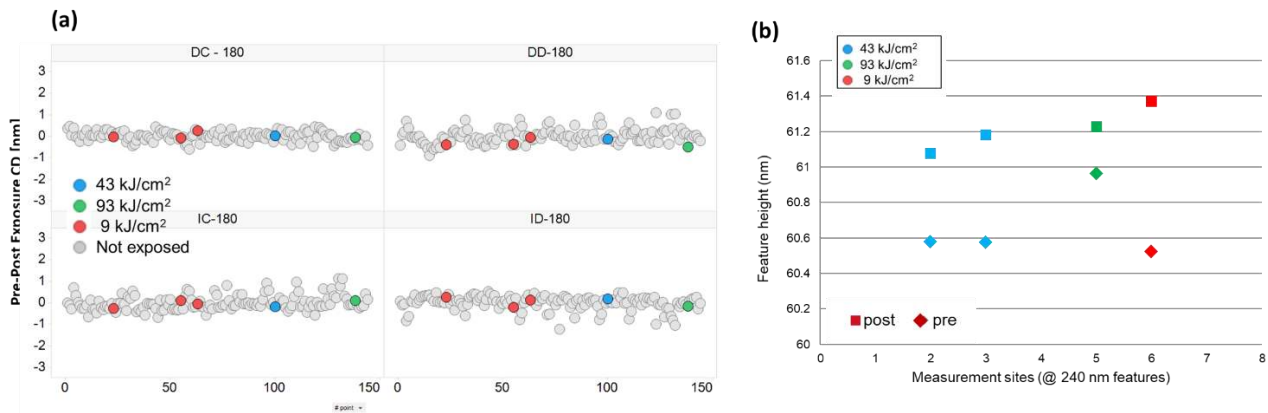 (a)
DC - 180
DD-180
3
2
1
0
-1
-2
-3
Pre-Post Exposure CD [nm]
43 kJ/cm²
93 kJ/cm²
9 kJ/cm²
Not exposed
IC-180
ID-180
3
2
1
0
-1
-2
-3
0
50
100
150
0
50
100
150
# point
(b)
43 kJ/cm²
93 kJ/cm²
9 kJ/cm²
61.6
61.4
61.2
61
60.8
60.6
60.4
60.2
60
Feature height (nm)
post
pre
0
1
2
3
4
5
6
7
8
Measurement sites (@ 240 nm features)